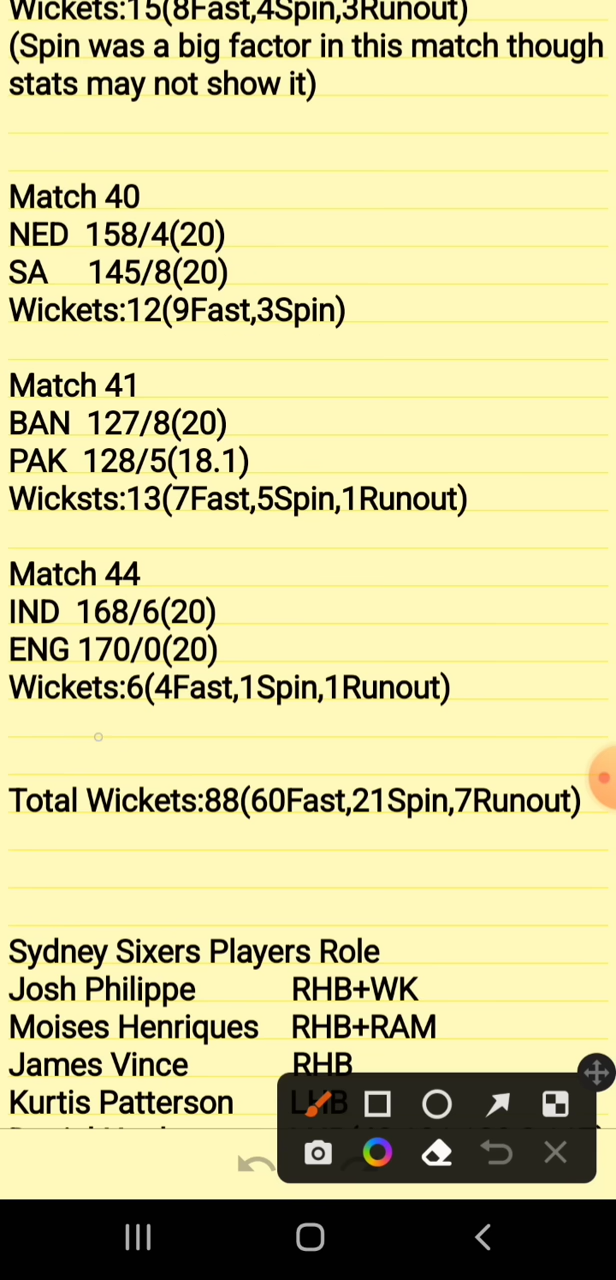 Wickets:15(8Fast,4Spin,3Runout)
(Spin was a big factor in this match though
stats may not show it)
Match 40
NED 158/4(20)
SA 145/8(20)
Wickets:12(9Fast,3Spin)
Match 41
BAN 127/8(20)
PAK 128/5(18.1)
Wicksts:13(7Fast,5Spin,1Runout)
Match 44
IND 168/6(20)
ENG 170/0(20)
Wickets:6(4Fast,1Spin,1Runout)
Total Wickets:88(60Fast,21Spin,7Runout)
Sydney Sixers Players Role
Josh Philippe RHB+WK
Moises Henriques RHB+RAM
James Vince RHB
Kurtis Patterson LHB